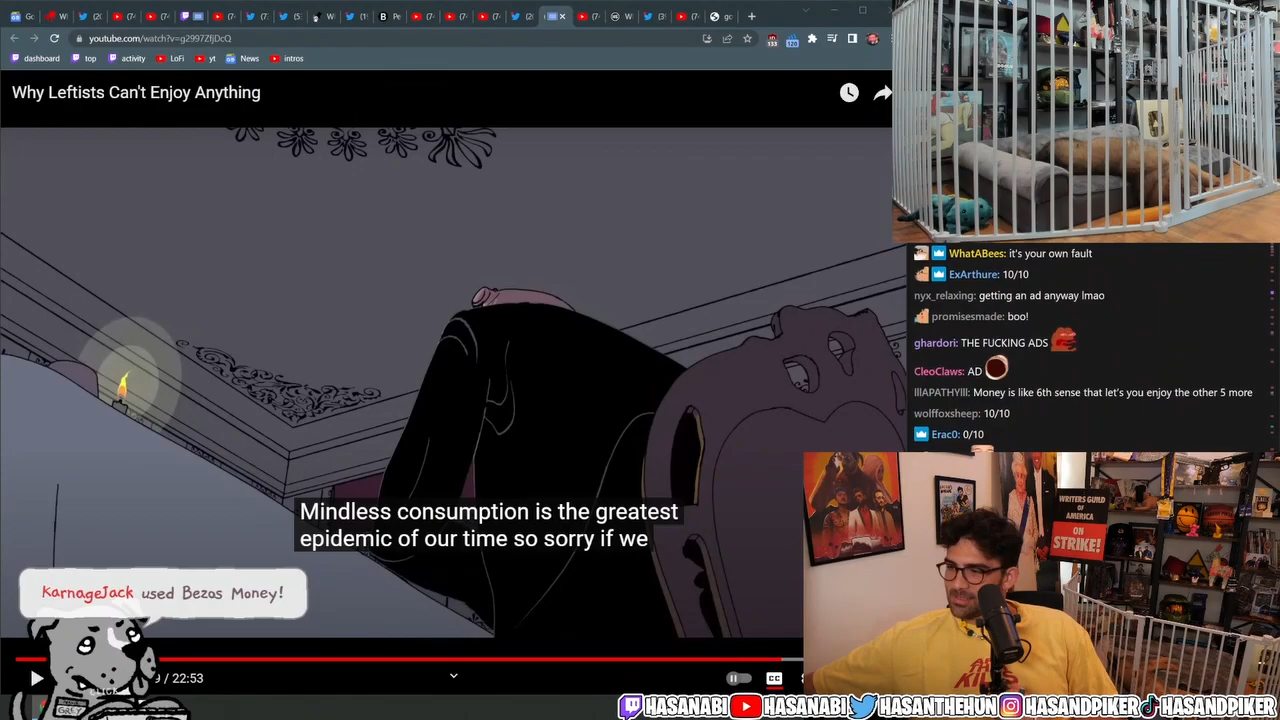 youtube.com/watch?v=g2997ZfjDcQ
133
120
dashboard
top
activity
LoFi
yt
News
intros
Why Leftists Can't Enjoy Anything
WhatABees: it's your own fault
ExArthure: 10/10
nyx_relaxing: getting an ad anyway lmao
promisesmade: boo!
ghardori: THE FUCKING ADS
CleoClaws: AD
lllAPATHYlll: Money is like 6th sense that let's you enjoy the other 5 more
wolffoxsheep: 10/10
Erac0: 0/10
Mindless consumption is the greatest
epidemic of our time so sorry if we
WRITERS GUILD
OF AMERICA
ON
STRIKE!
KarnageJack used Bezos Money!
/ 22:53
CC
HASANABI
HASANABI
HASANTHEHUN
HASANDPIKER
HASANDPIKER